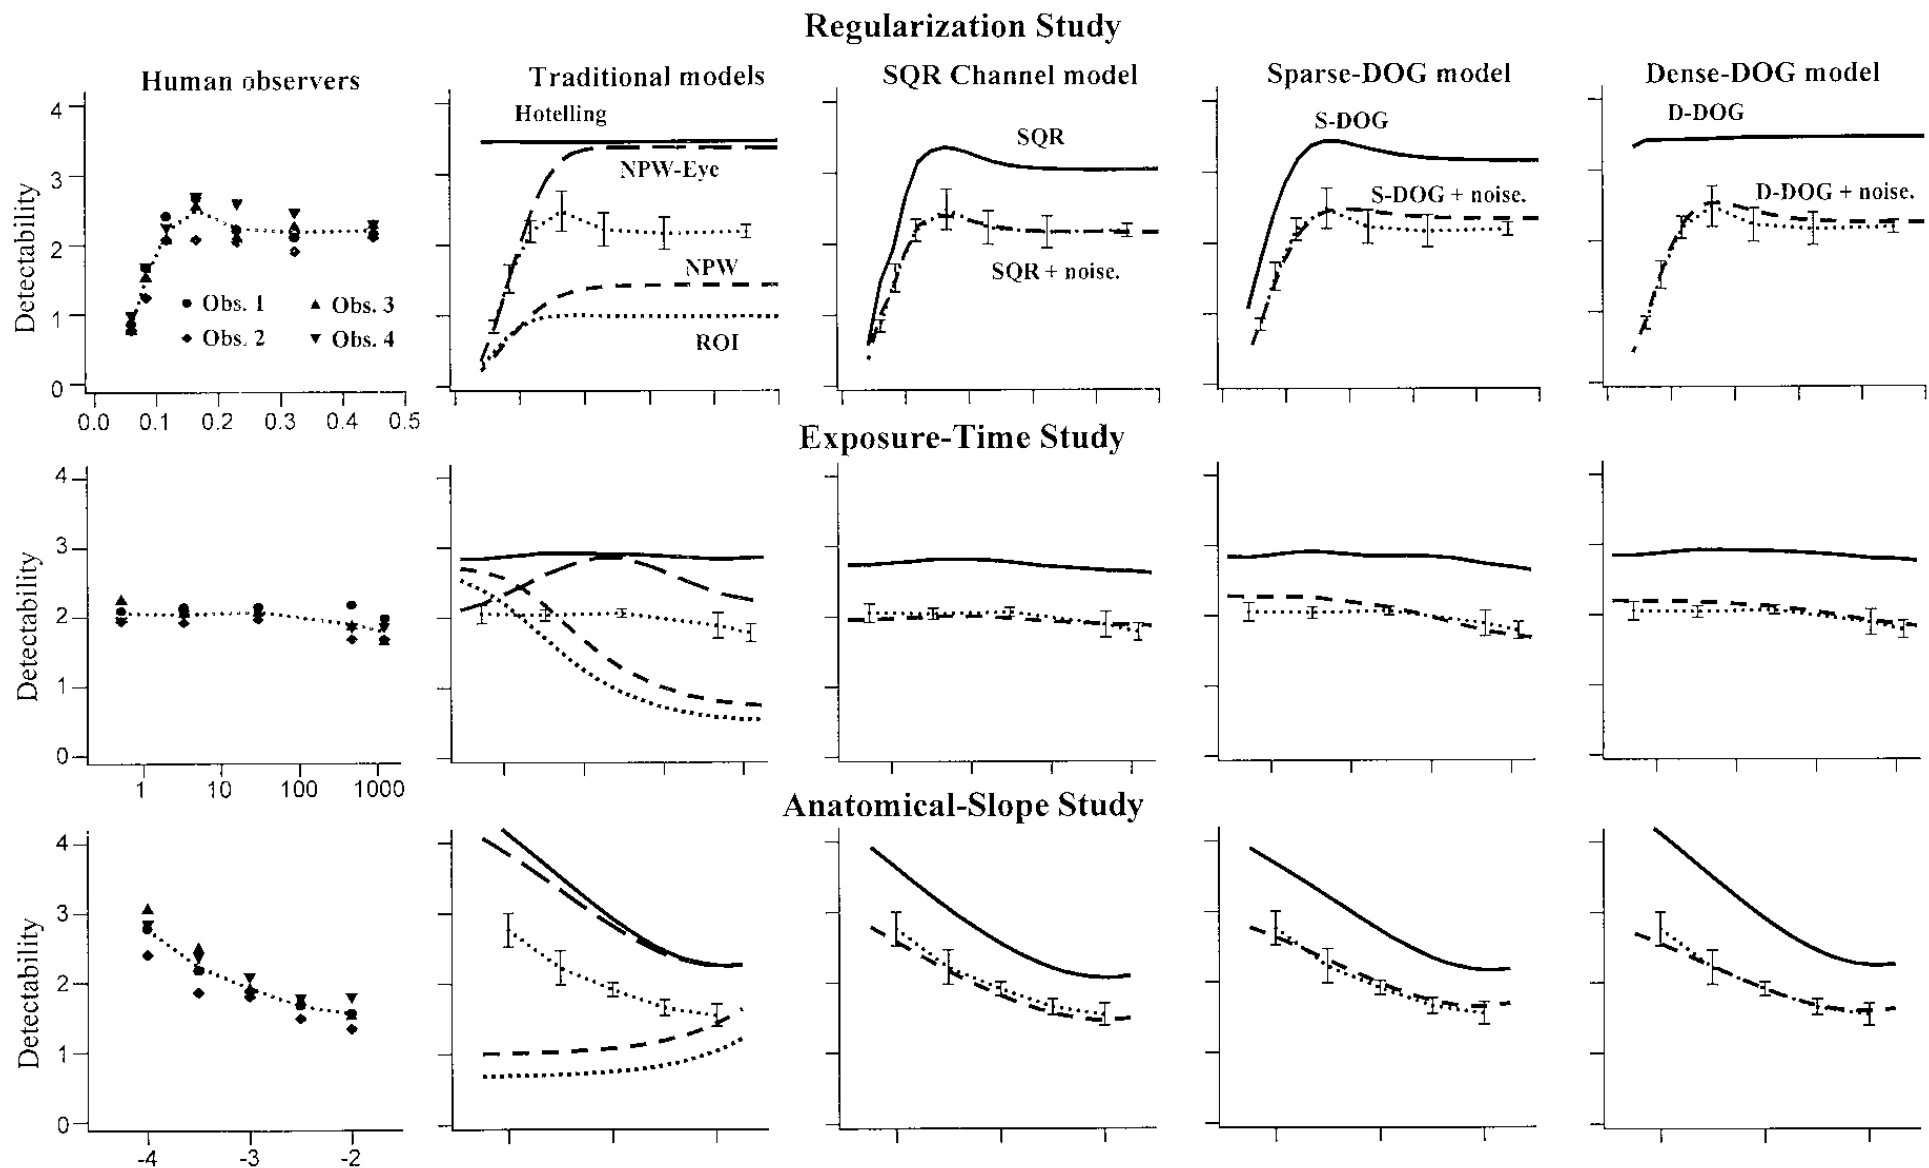 Regularization Study
Human observers
Traditional models
SQR Channel model
Sparse-DOG model
Dense-DOG model
Detectability
4
3
2
1
0
0.0 0.1 0.2 0.3 0.4 0.5
Obs. 1
Obs. 2
Obs. 3
Obs. 4
Hotelling
NPW-Eye
NPW
ROI
SQR
SQR + noise.
S-DOG
S-DOG + noise.
D-DOG
D-DOG + noise.
Exposure-Time Study
Detectability
4
3
2
1
0
1 10 100 1000
Anatomical-Slope Study
Detectability
4
3
2
1
0
-4 -3 -2